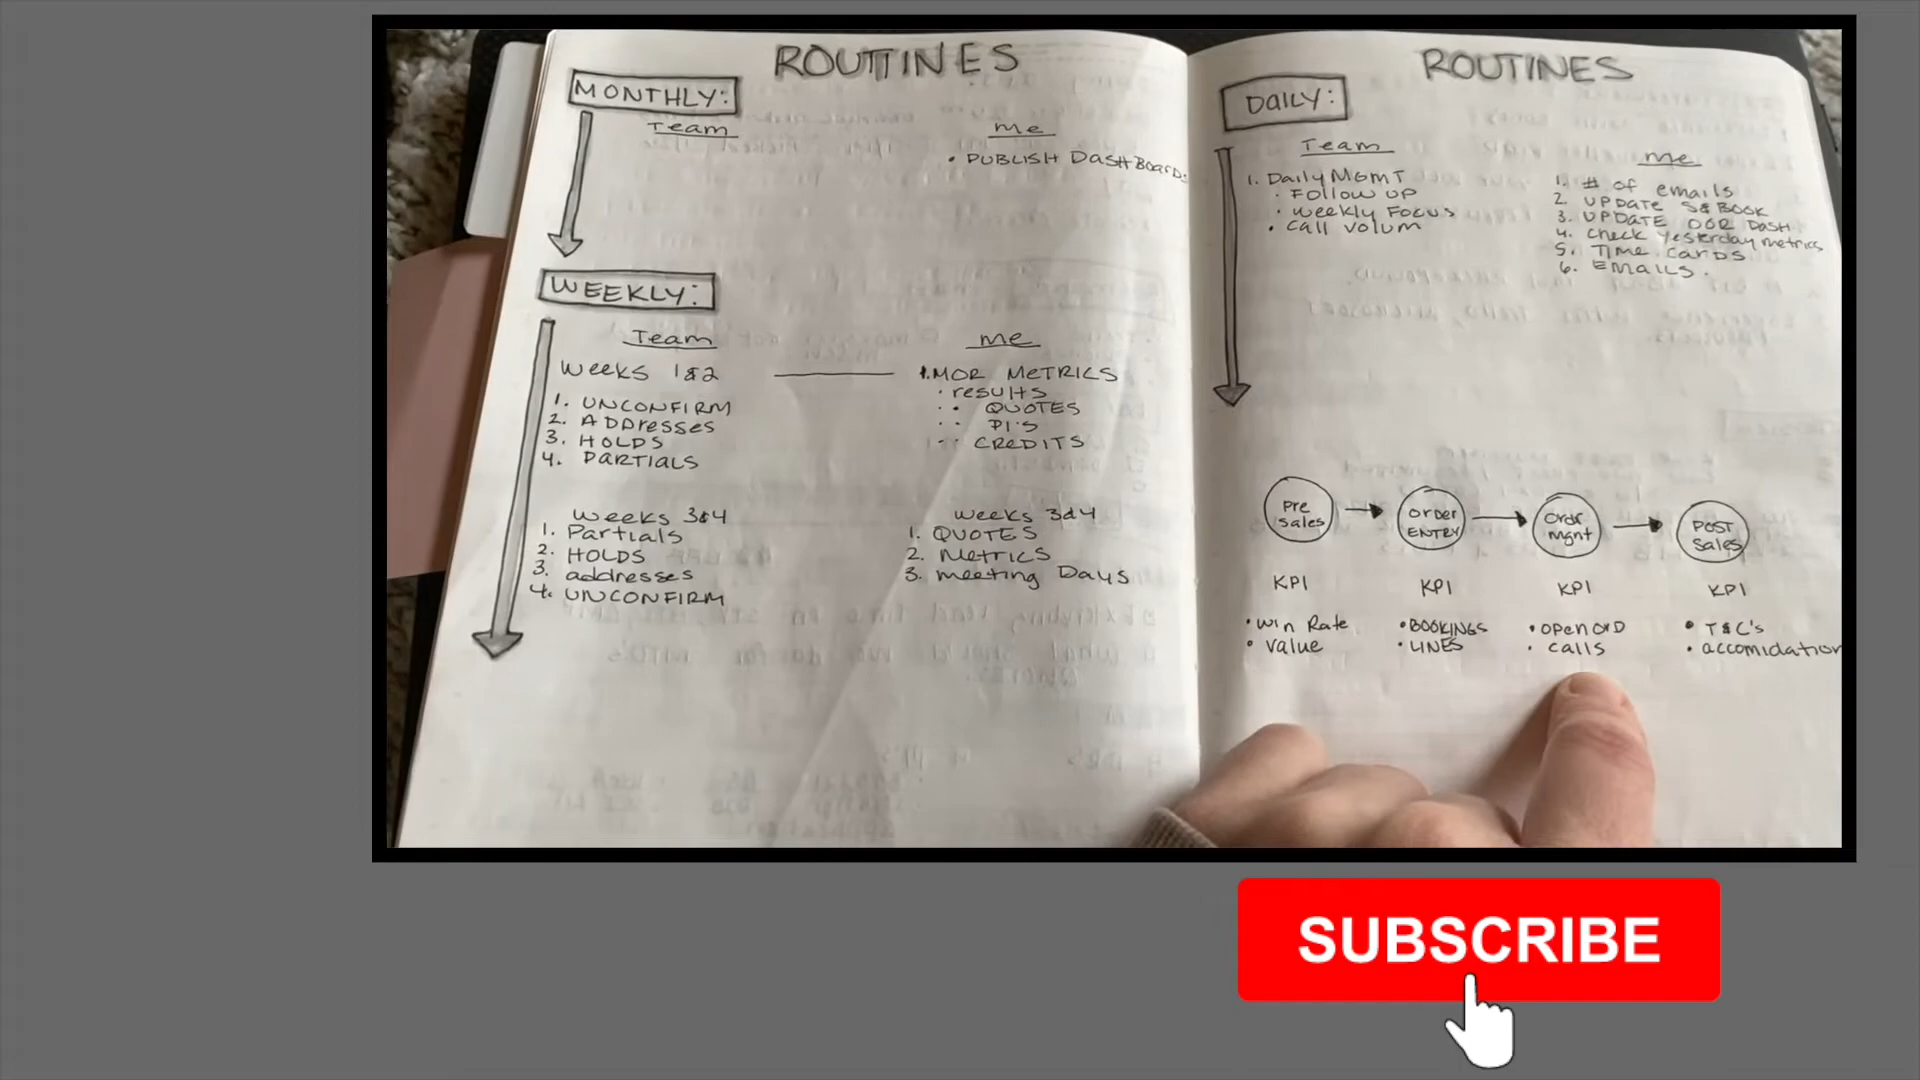 ROUTINES
MONTHLY:
Team
me
• PUBLISH DASHBOARDS
WEEKLY:
Team
Weeks 1&2
1. UNCONFIRM
2. ADDresses
3. HOLDS
4. PARTIALS
me
1. MOR METRICS
· results
·· QUOTES
·· PI'S
·· CREDITS
Weeks 3&4
1. Partials
2. HOLDS
3. addresses
4. UNCONFIRM
weeks 3&4
1. QUOTES
2. Metrics
3. meeting Days
ROUTINES
DAILY:
Team
1. Daily MGMT
· Follow up
· weekly Focus
· call volum
me
1. # of emails
2. UPDATE S&BOOK
3. UPDATE DOR DASH
4. check yesterday metrics
5. Time cards
6. Emails.
Pre Sales
order ENTRY
Ordr mgnt
POST Sales
KPI
• win Rate
• value
KPI
• BOOKINGS
• LINES
KPI
• open orD
• calls
KPI
• T&C's
• accomidation
SUBSCRIBE